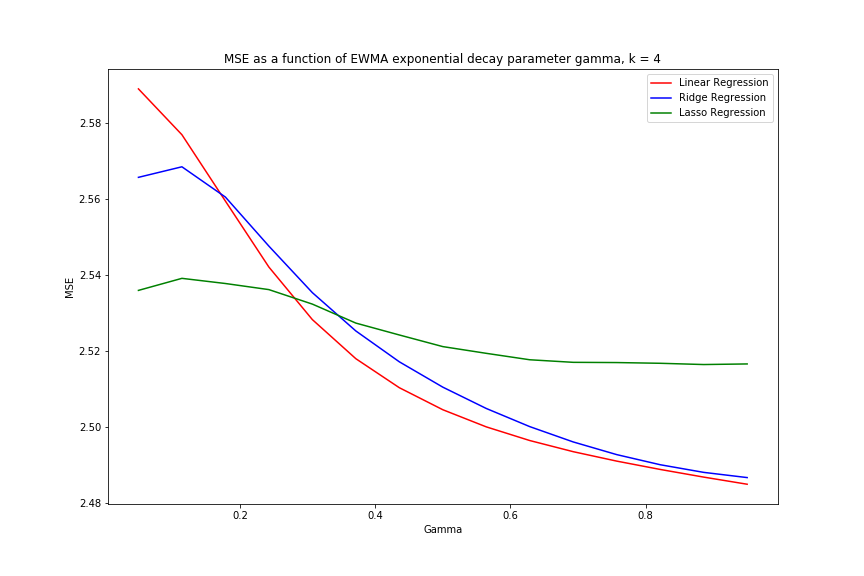 MSE as a function of EWMA exponential decay parameter gamma, k = 4
Linear Regression
Ridge Regression
Lasso Regression
2.58
2.56
2.54
2.52
2.50
2.48
MSE
0.2 0.4 0.6 0.8
Gamma